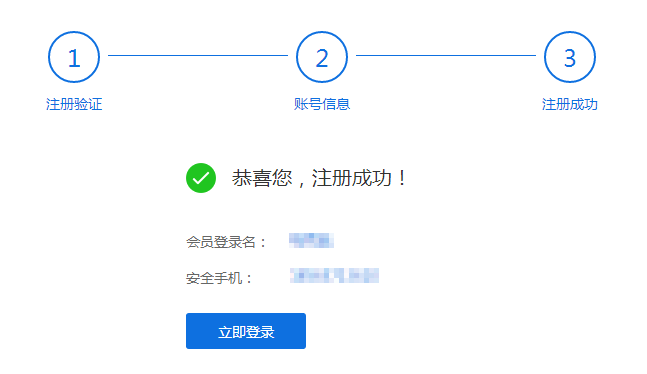 1 2 3
注册验证 账号信息 注册成功
恭喜您，注册成功！
会员登录名：
安全手机：
立即登录